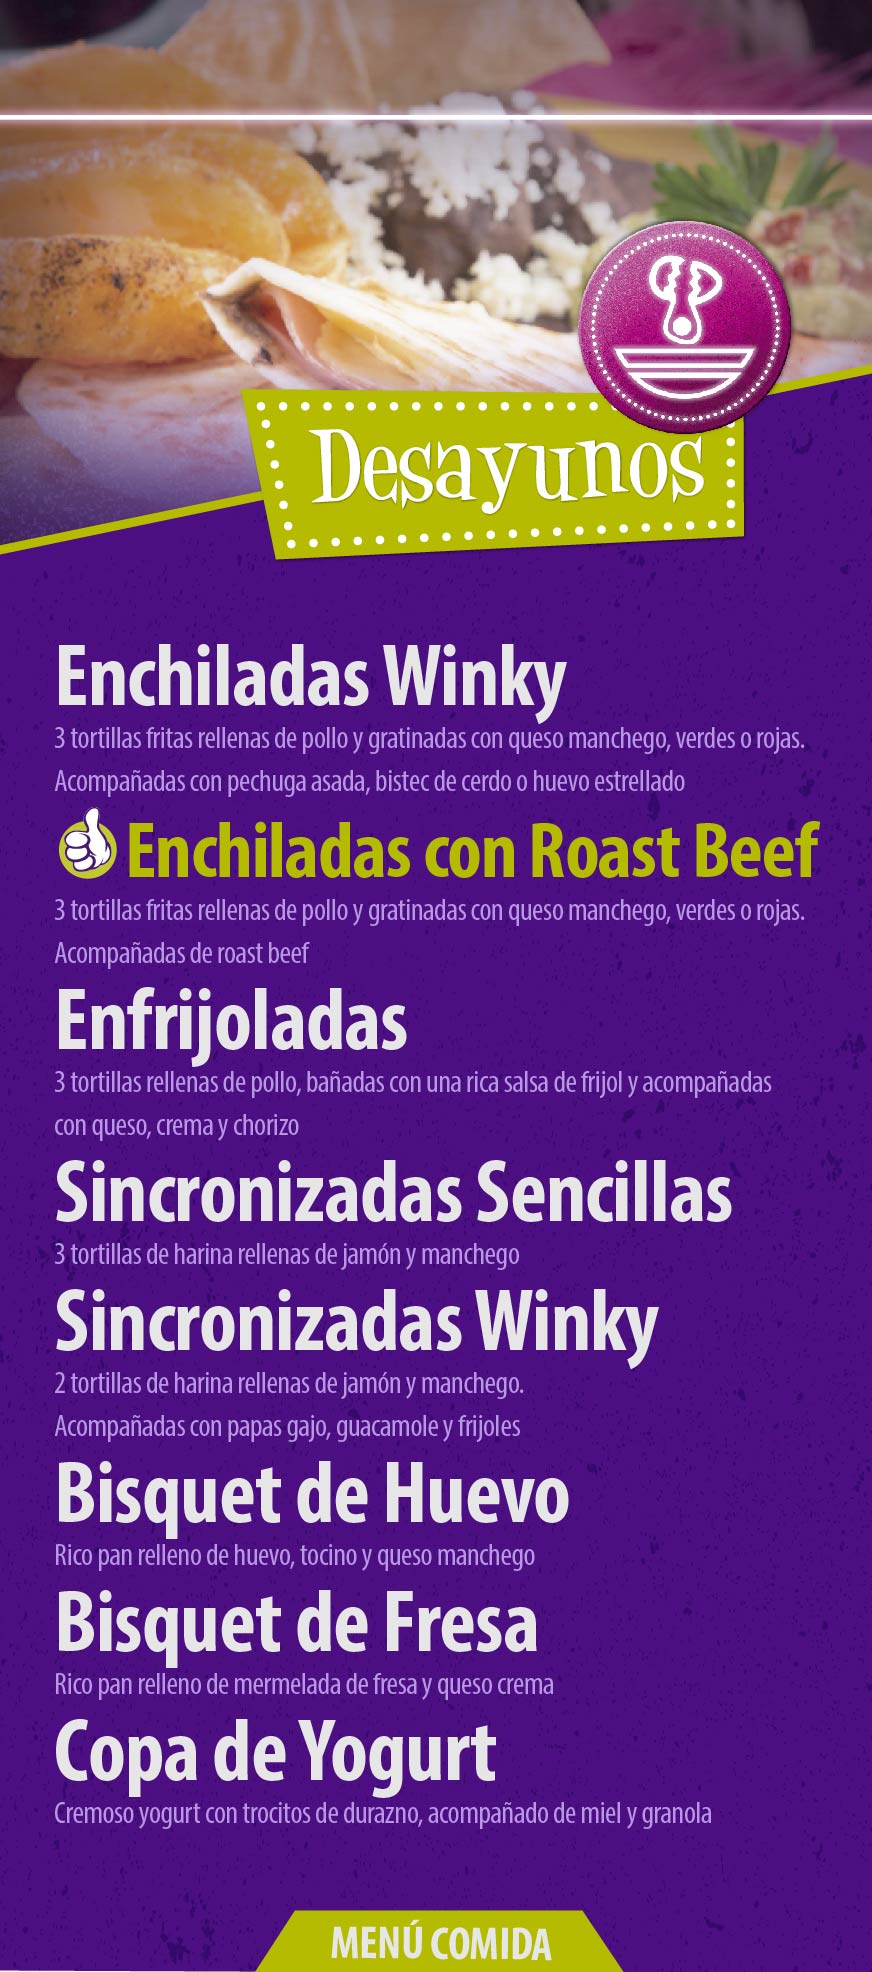 Desayunos
Enchiladas Winky
3 tortillas fritas rellenas de pollo y gratinadas con queso manchego, verdes o rojas.
Acompañadas con pechuga asada, bistec de cerdo o huevo estrellado
Enchiladas con Roast Beef
3 tortillas fritas rellenas de pollo y gratinadas con queso manchego, verdes o rojas.
Acompañadas de roast beef
Enfrijoladas
3 tortillas rellenas de pollo, bañadas con una rica salsa de frijol y acompañadas
con queso, crema y chorizo
Sincronizadas Sencillas
3 tortillas de harina rellenas de jamón y manchego
Sincronizadas Winky
2 tortillas de harina rellenas de jamón y manchego.
Acompañadas con papas gajo, guacamole y frijoles
Bisquet de Huevo
Rico pan relleno de huevo, tocino y queso manchego
Bisquet de Fresa
Rico pan relleno de mermelada de fresa y queso crema
Copa de Yogurt
Cremoso yogurt con trocitos de durazno, acompañado de miel y granola
MENÚ COMIDA